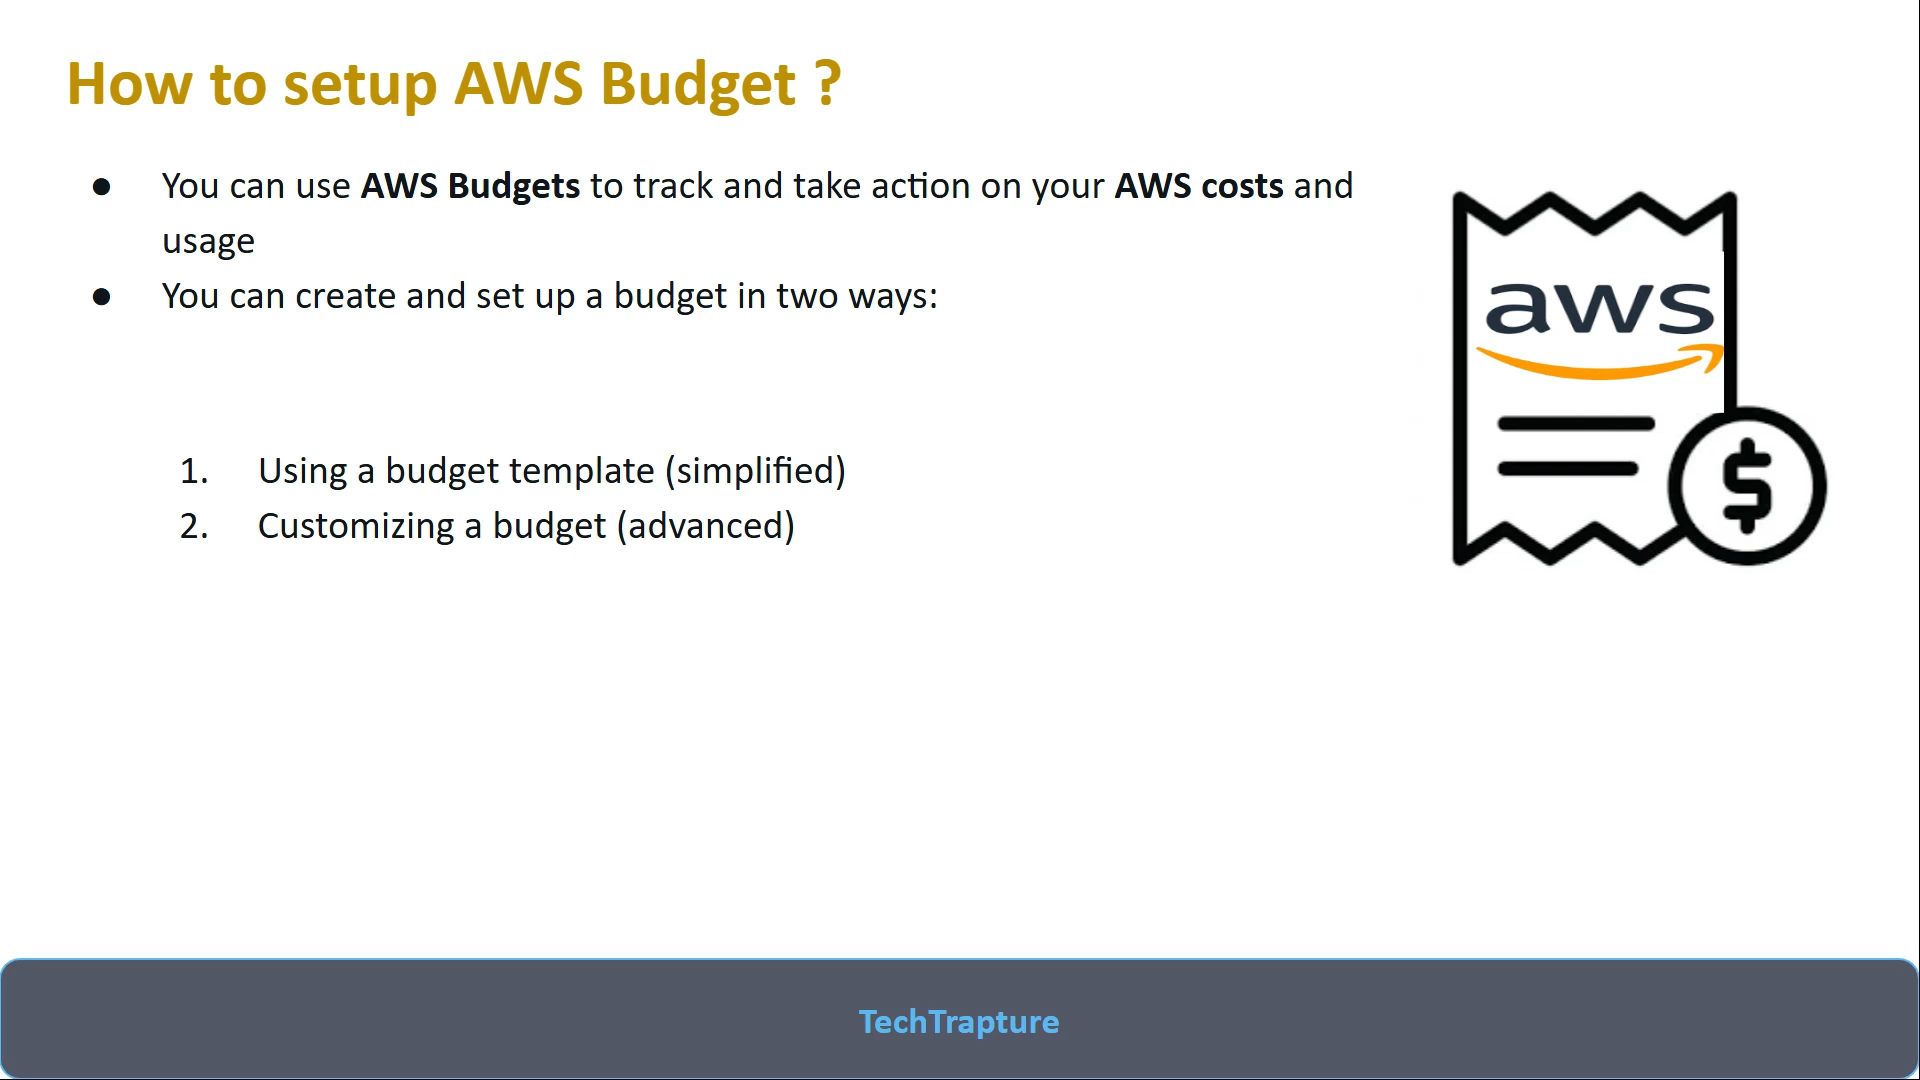 How to setup AWS Budget ?
● You can use AWS Budgets to track and take action on your AWS costs and
usage
● You can create and set up a budget in two ways:
aws
$
1. Using a budget template (simplified)
2. Customizing a budget (advanced)
TechTrapture